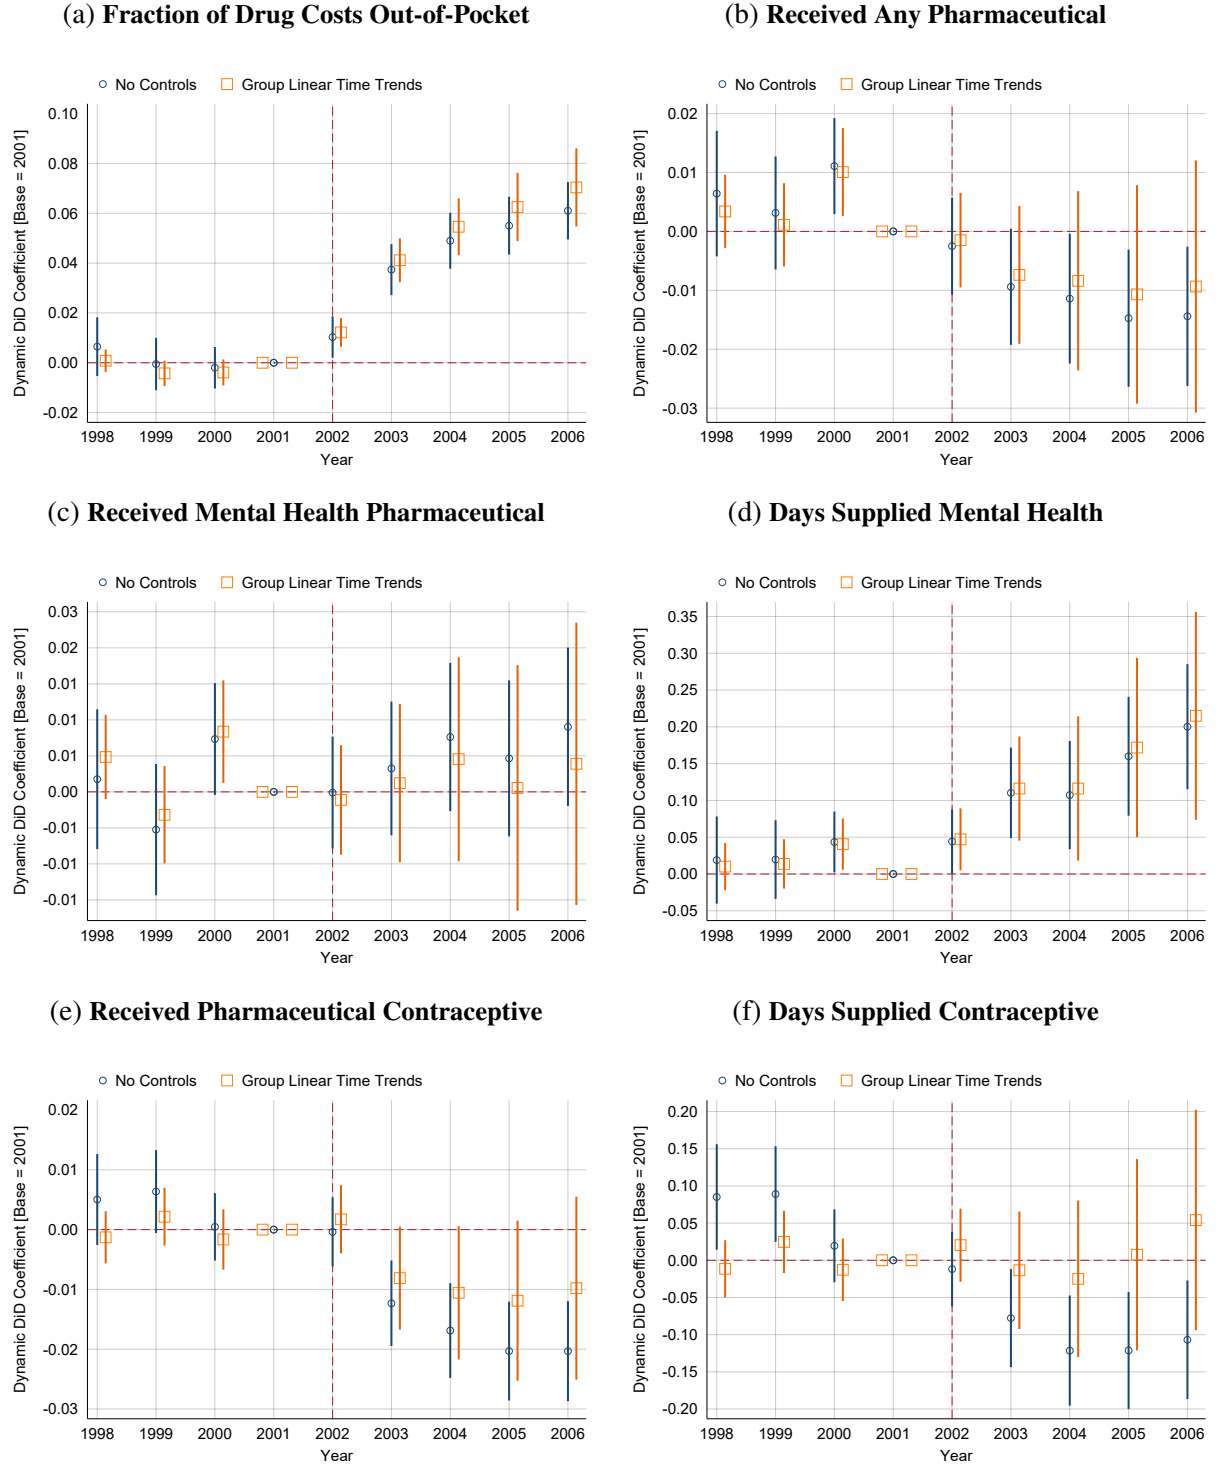 (a) Fraction of Drug Costs Out-of-Pocket
No Controls Group Linear Time Trends
Dynamic DiD Coefficient [Base = 2001]
0.10
0.08
0.06
0.04
0.02
0.00
-0.02
1998 1999 2000 2001 2002 2003 2004 2005 2006
Year
(b) Received Any Pharmaceutical
No Controls Group Linear Time Trends
Dynamic DiD Coefficient [Base = 2001]
0.02
0.01
0.00
-0.01
-0.02
-0.03
1998 1999 2000 2001 2002 2003 2004 2005 2006
Year
(c) Received Mental Health Pharmaceutical
No Controls Group Linear Time Trends
Dynamic DiD Coefficient [Base = 2001]
0.03
0.02
0.01
0.01
0.01
0.00
-0.01
-0.01
-0.01
1998 1999 2000 2001 2002 2003 2004 2005 2006
Year
(d) Days Supplied Mental Health
No Controls Group Linear Time Trends
Dynamic DiD Coefficient [Base = 2001]
0.35
0.30
0.25
0.20
0.15
0.10
0.05
0.00
-0.05
1998 1999 2000 2001 2002 2003 2004 2005 2006
Year
(e) Received Pharmaceutical Contraceptive
No Controls Group Linear Time Trends
Dynamic DiD Coefficient [Base = 2001]
0.02
0.01
0.00
-0.01
-0.02
-0.03
1998 1999 2000 2001 2002 2003 2004 2005 2006
Year
(f) Days Supplied Contraceptive
No Controls Group Linear Time Trends
Dynamic DiD Coefficient [Base = 2001]
0.20
0.15
0.10
0.05
0.00
-0.05
-0.10
-0.15
-0.20
1998 1999 2000 2001 2002 2003 2004 2005 2006
Year